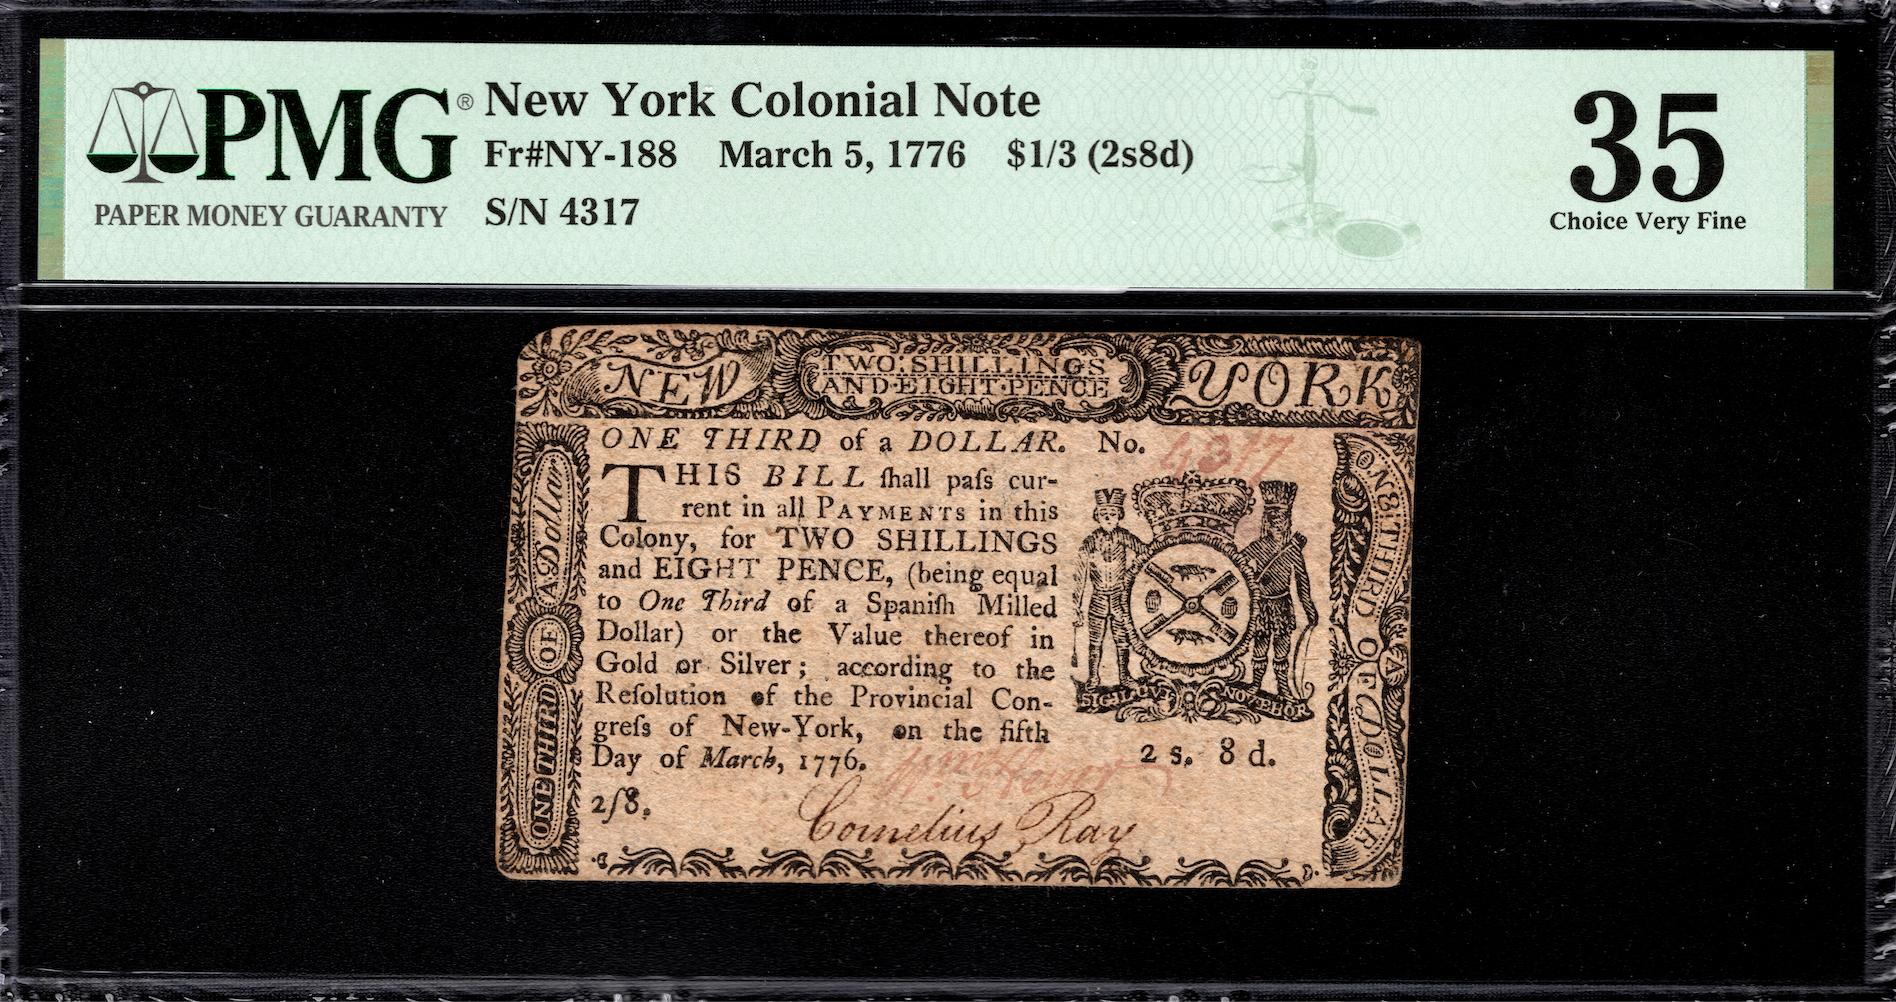 PMG®
PAPER MONEY GUARANTY
New York Colonial Note
Fr#NY-188 March 5, 1776 $1/3 (2s8d)
S/N 4317
35
Choice Very Fine
NEW
TWO·SHILLINGS
AND·EIGHT·PENCE
YORK
ONE THIRD OF A Dollar
ONE THIRD of a DOLLAR. No. 4317
THIS BILL ſhall paſs cur-
rent in all PAYMENTS in this
Colony, for TWO SHILLINGS
and EIGHT PENCE, (being equal
to One Third of a Spaniſh Milled
Dollar) or the Value thereof in
Gold or Silver; according to the
Reſolution of the Provincial Con-
greſs of New-York, on the fifth
Day of March, 1776.
2ſ8.
2 s. 8 d.
Cornelius Ray
ONE THIRD OF A DOLLAR